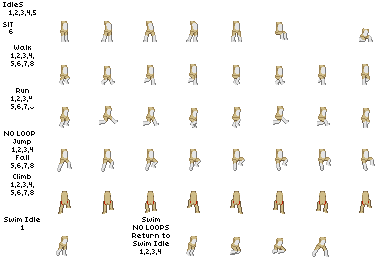 IdleS
1,2,3,4,5
SIT
6
Walk
1,2,3,4,
5,6,7,8
Run
1,2,3,4
5,6,7,
NO LOOP
Jump
1,2,3,4
Fall
5,6,7,8
Climb
1,2,3,4,
5,6,7,8
Swim Idle
1
Swim
NO LOOPS
Return to
Swim Idle
1,2,3,4